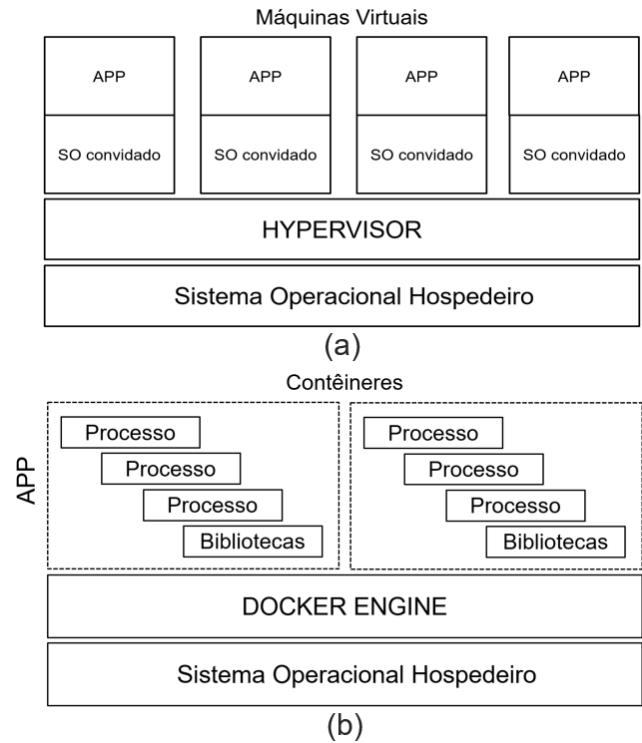 Máquinas Virtuais
APP APP APP APP
SO convidado SO convidado SO convidado SO convidado
HYPERVISOR
Sistema Operacional Hospedeiro
(a)
Contêineres
APP
Processo Processo
Processo Processo
Processo Processo
Bibliotecas Bibliotecas
DOCKER ENGINE
Sistema Operacional Hospedeiro
(b)